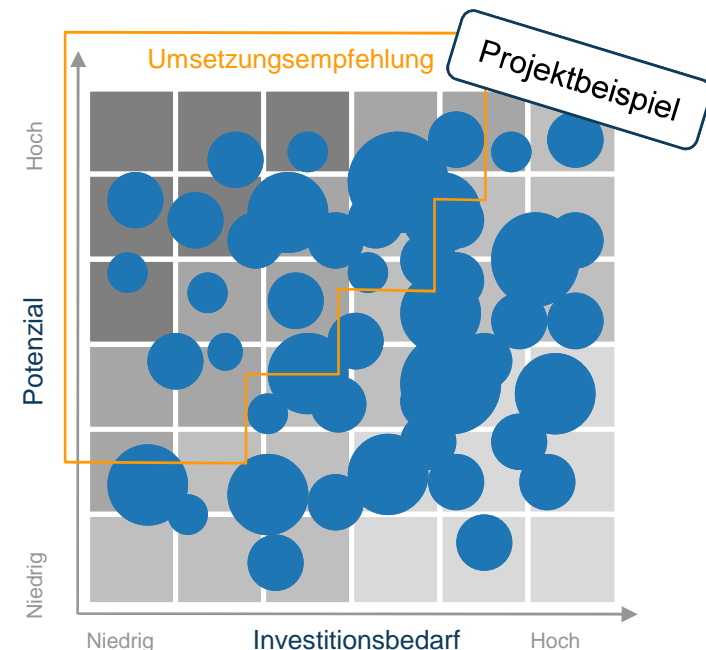 Umsetzungsempfehlung
Projektbeispiel
Hoch
Potenzial
Niedrig
Niedrig
Investitionsbedarf
Hoch